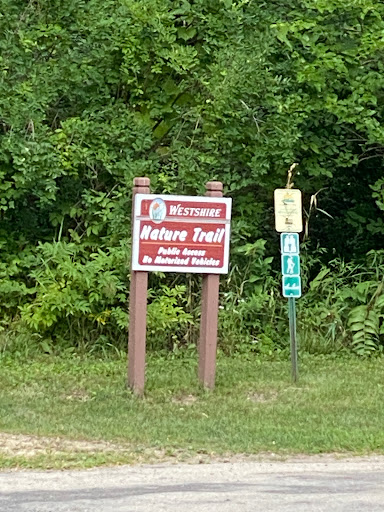 WESTSHIRE
Nature Trail
Public Access
No Motorized Vehicles